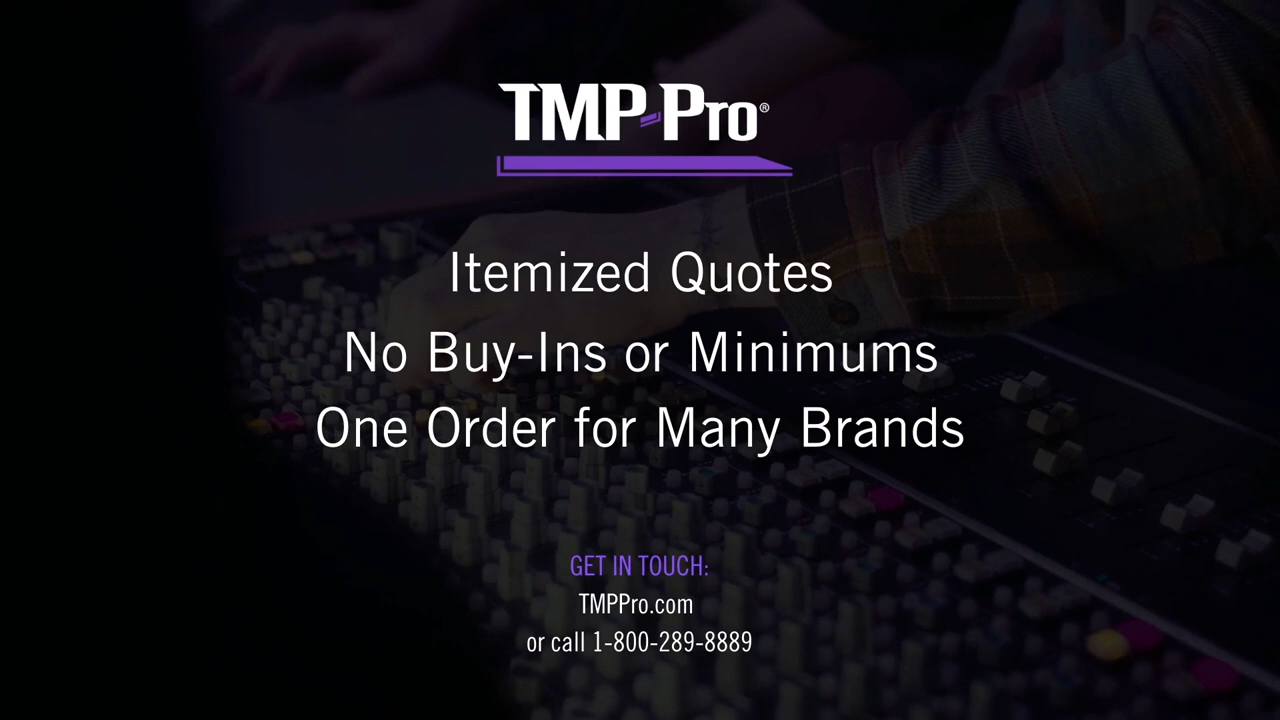 TMP-Pro®
Itemized Quotes
No Buy-Ins or Minimums
One Order for Many Brands
GET IN TOUCH:
TMPPro.com
or call 1-800-289-8889